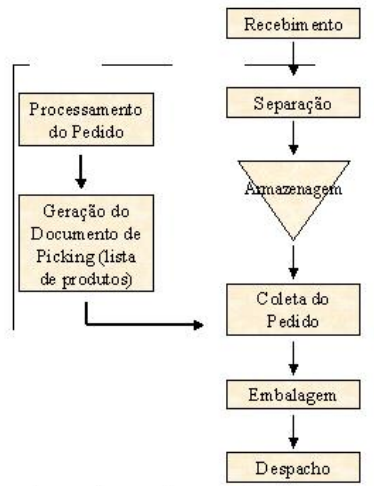 Recebimento
Separação
Armazenagem
Processamento
do Pedido
Geração do
Documento de
Picking (lista
de produtos)
Coleta do
Pedido
Embalagem
Despacho